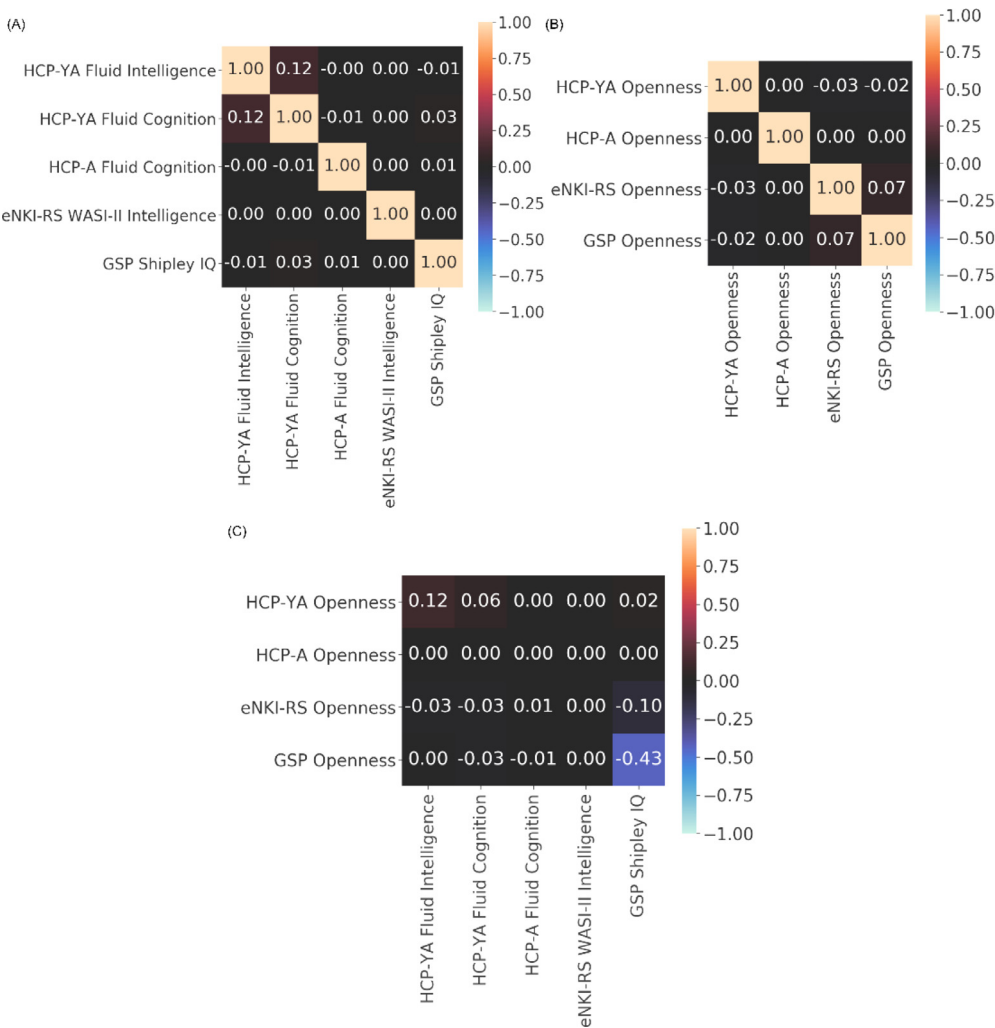 (A)
1.00
0.75
0.50
0.25
0.00
−0.25
−0.50
−0.75
−1.00
HCP-YA Fluid Intelligence 1.00 0.12 -0.00 0.00 -0.01
HCP-YA Fluid Cognition 0.12 1.00 -0.01 0.00 0.03
HCP-A Fluid Cognition -0.00 -0.01 1.00 0.00 0.01
eNKI-RS WASI-II Intelligence 0.00 0.00 0.00 1.00 0.00
GSP Shipley IQ -0.01 0.03 0.01 0.00 1.00
HCP-YA Fluid Intelligence
HCP-YA Fluid Cognition
HCP-A Fluid Cognition
eNKI-RS WASI-II Intelligence
GSP Shipley IQ
(B)
1.00
0.75
0.50
0.25
0.00
−0.25
−0.50
−0.75
−1.00
HCP-YA Openness 1.00 0.00 -0.03 -0.02
HCP-A Openness 0.00 1.00 0.00 0.00
eNKI-RS Openness -0.03 0.00 1.00 0.07
GSP Openness -0.02 0.00 0.07 1.00
HCP-YA Openness
HCP-A Openness
eNKI-RS Openness
GSP Openness
(C)
1.00
0.75
0.50
0.25
0.00
−0.25
−0.50
−0.75
−1.00
HCP-YA Openness 0.12 0.06 0.00 0.00 0.02
HCP-A Openness 0.00 0.00 0.00 0.00 0.00
eNKI-RS Openness -0.03 -0.03 0.01 0.00 -0.10
GSP Openness 0.00 -0.03 -0.01 0.00 -0.43
HCP-YA Fluid Intelligence
HCP-YA Fluid Cognition
HCP-A Fluid Cognition
eNKI-RS WASI-II Intelligence
GSP Shipley IQ